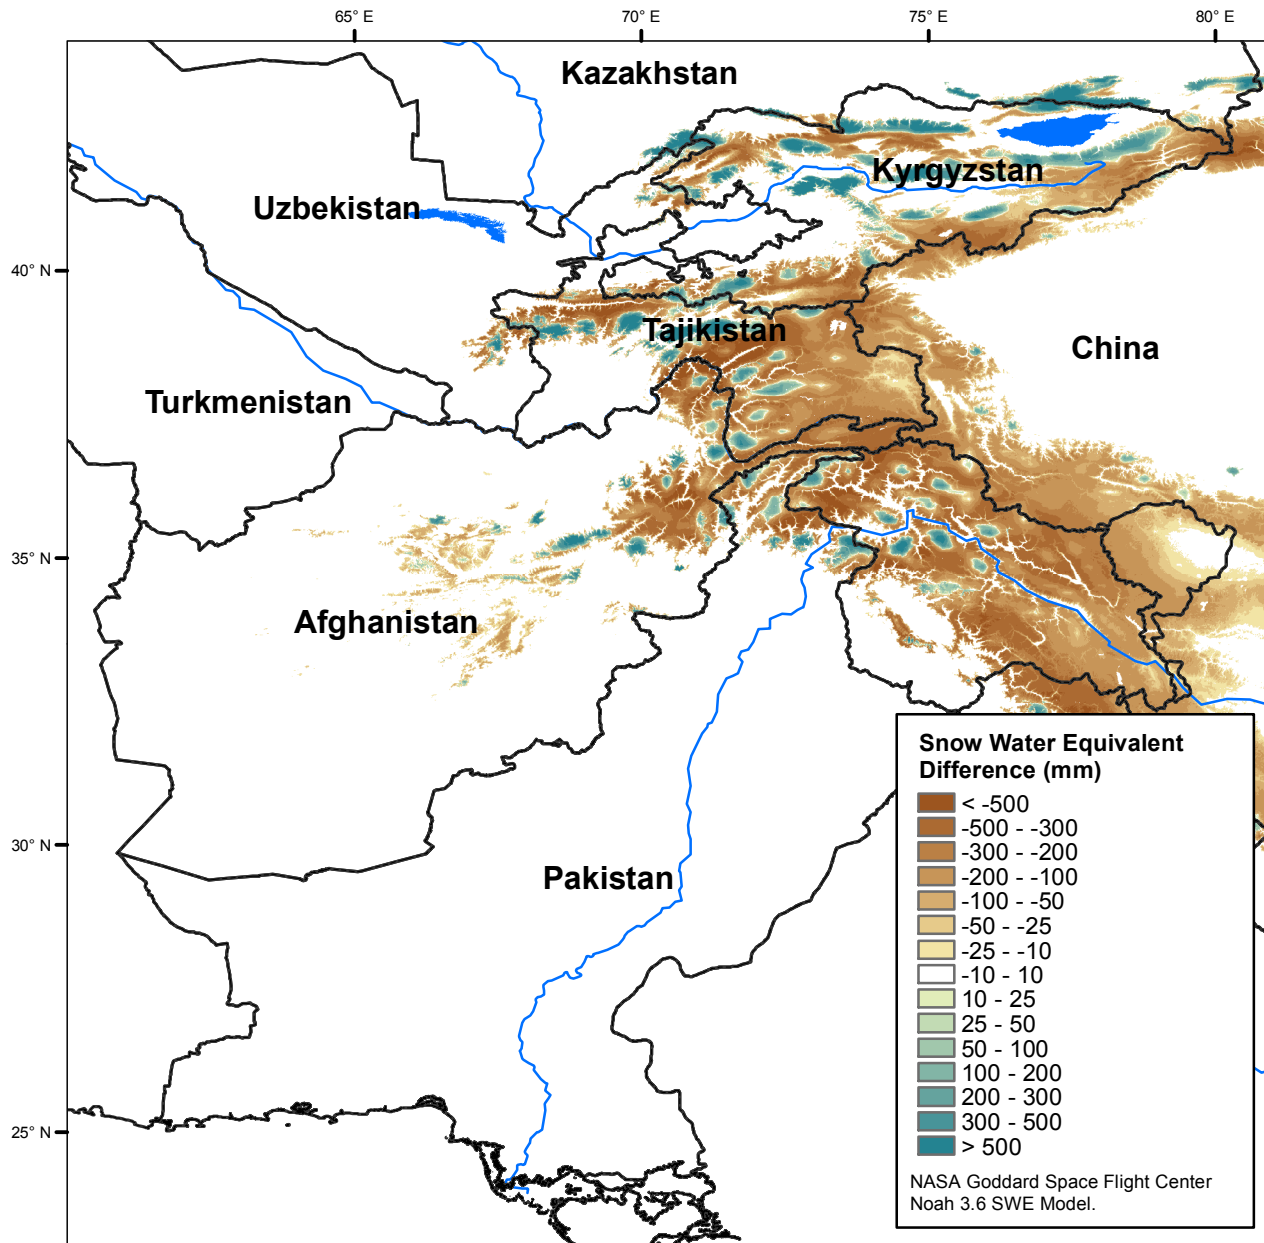 65° E
70° E
75° E
80° E
Kazakhstan
Kyrgyzstan
Uzbekistan
40° N
Tajikistan
China
Turkmenistan
35° N
Afghanistan
Snow Water Equivalent
Difference (mm)
< -500
-500 - -300
-300 - -200
-200 - -100
-100 - -50
-50 - -25
-25 - -10
-10 - 10
10 - 25
25 - 50
50 - 100
100 - 200
200 - 300
300 - 500
> 500
30° N
Pakistan
25° N
NASA Goddard Space Flight Center
Noah 3.6 SWE Model.